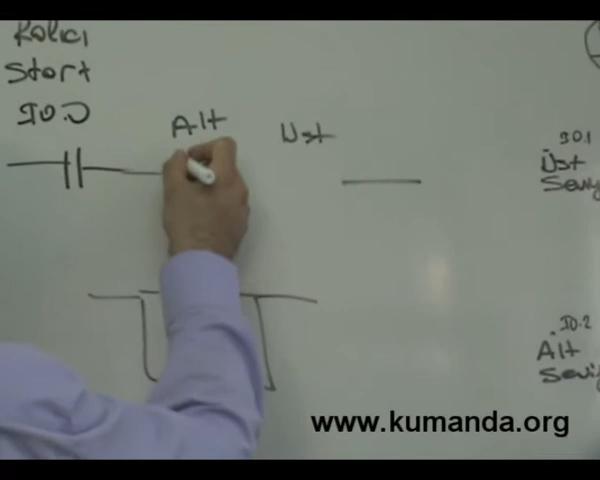 Kalıcı
Start
I0.0
Alt
Üst
I0.1
Üst
Seviy
I0.2
Alt
Seviy
www.kumanda.org